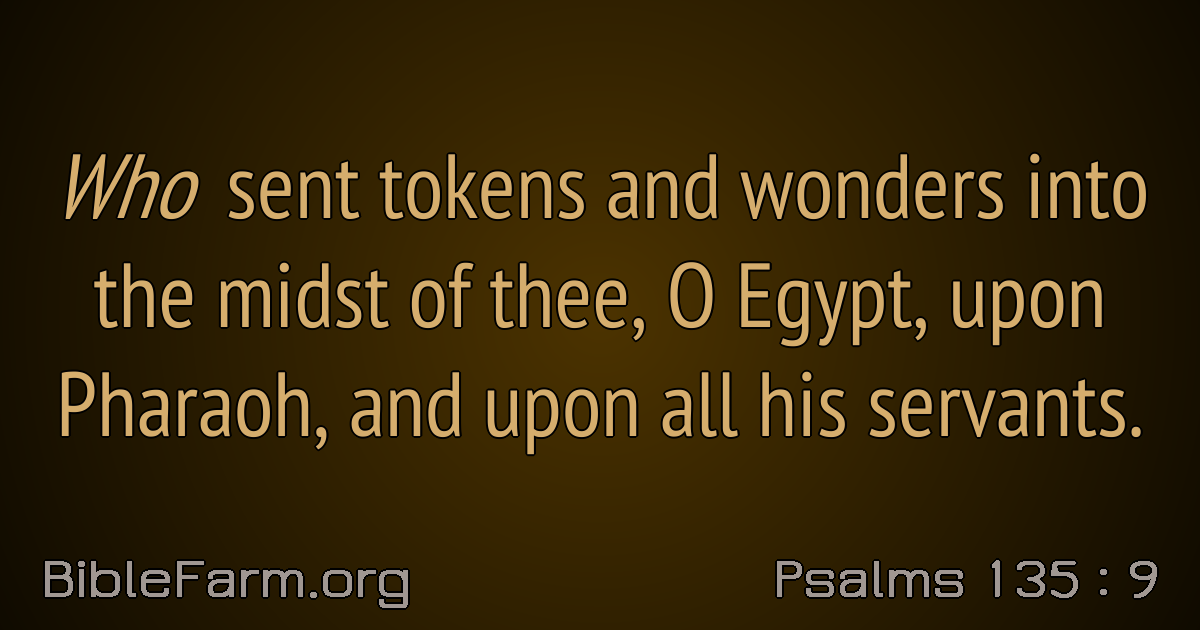 Who sent tokens and wonders into
the midst of thee, O Egypt, upon
Pharaoh, and upon all his servants.
BibleFarm.org
Psalms 135 : 9